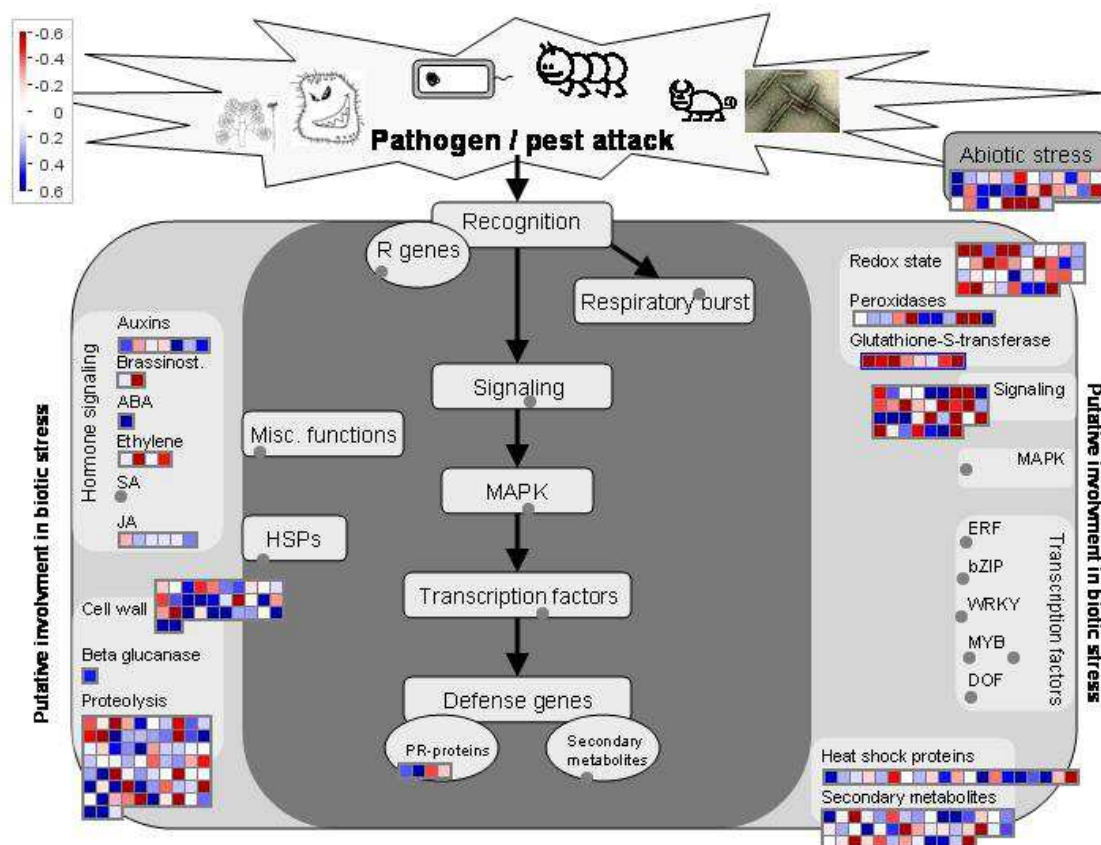 -0.6
-0.4
-0.2
0
0.2
0.4
0.6
Pathogen / pest attack
Abiotic stress
Recognition
R genes
Respiratory burst
Redox state
Peroxidases
Glutathione-S-transferase
Hormone signaling
Auxins
Brassinost.
ABA
Ethylene
SA
JA
Signaling
Signaling
Misc. functions
MAPK
MAPK
HSPs
Putative involvment in biotic stress
Putative involvment in biotic stress
ERF
bZIP
WRKY
MYB
DOF
Transcription factors
Cell wall
Transcription factors
Beta glucanase
Proteolysis
Defense genes
PR-proteins
Secondary
metabolites
Heat shock proteins
Secondary metabolites